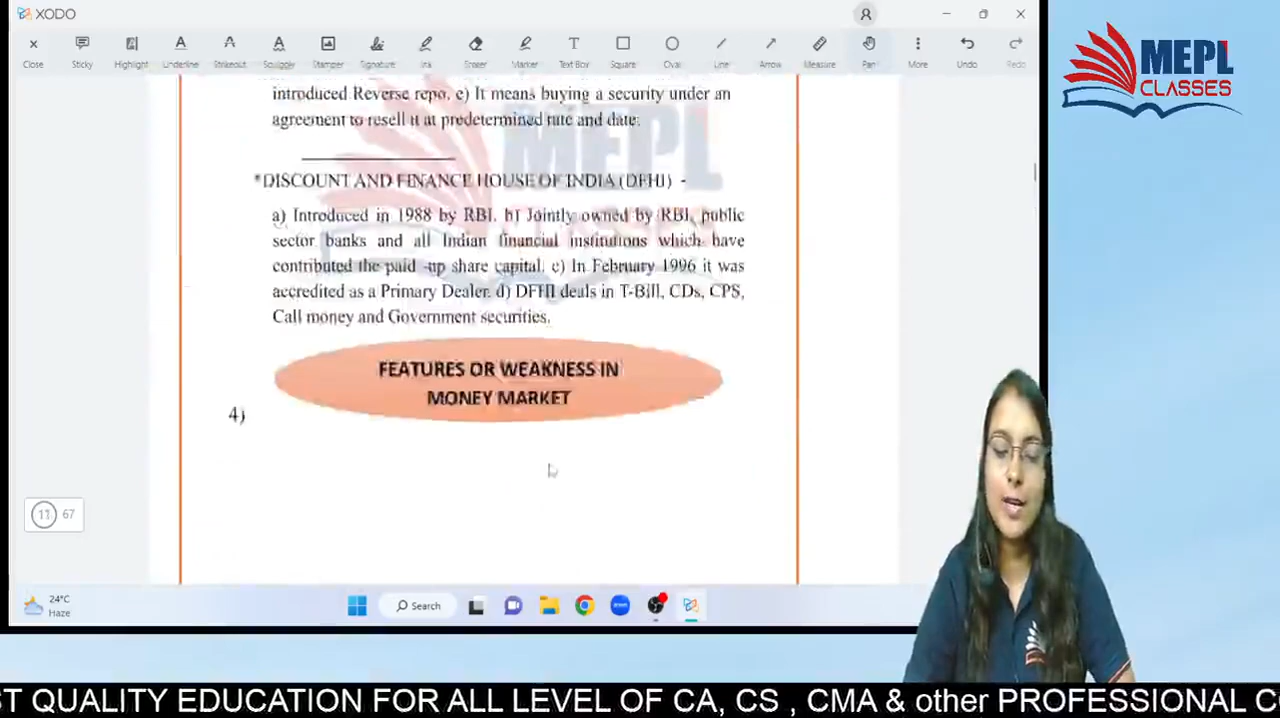 XODO
Close Sticky Highlight Underline Strikeout Squiggly Stamper Signature Ink Eraser Marker Text Box Square Oval Line Arrow Measure Pan More Undo Redo
MEPL
CLASSES
introduced Reverse repo. e) It means buying a security under an
agreement to resell it at predetermined rate and date.
MEPL
*DISCOUNT AND FINANCE HOUSE OF INDIA (DFHI) -
a) Introduced in 1988 by RBI. b) Jointly owned by RBI, public
sector banks and all Indian financial institutions which have
contributed the paid -up share capital. c) In February 1996 it was
accredited as a Primary Dealer. d) DFHI deals in T-Bill, CDs, CPS,
Call money and Government securities.
FEATURES OR WEAKNESS IN
MONEY MARKET
4)
11 67
24°C
Haze
Search
ST QUALITY EDUCATION FOR ALL LEVEL OF CA, CS , CMA & other PROFESSIONAL C